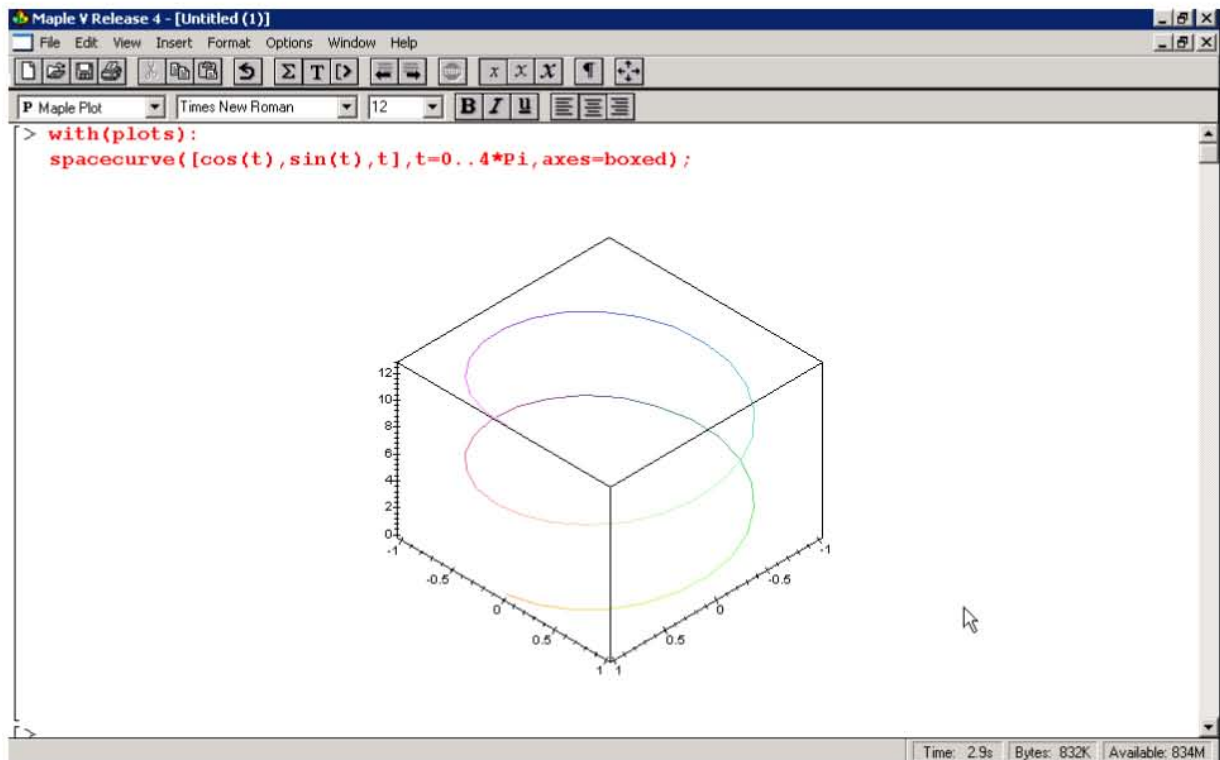 Maple V Release 4 - [Untitled (1)]
File Edit View Insert Format Options Window Help
Σ T [>
x x x ¶
P Maple Plot Times New Roman 12 B I U
[> with(plots):
spacecurve([cos(t),sin(t),t],t=0..4*Pi,axes=boxed);
12
10
8
6
4
2
0
-1 -1
-0.5 -0.5
0 0
0.5 0.5
1 1
[>
Time: 2.9s Bytes: 832K Available: 834M